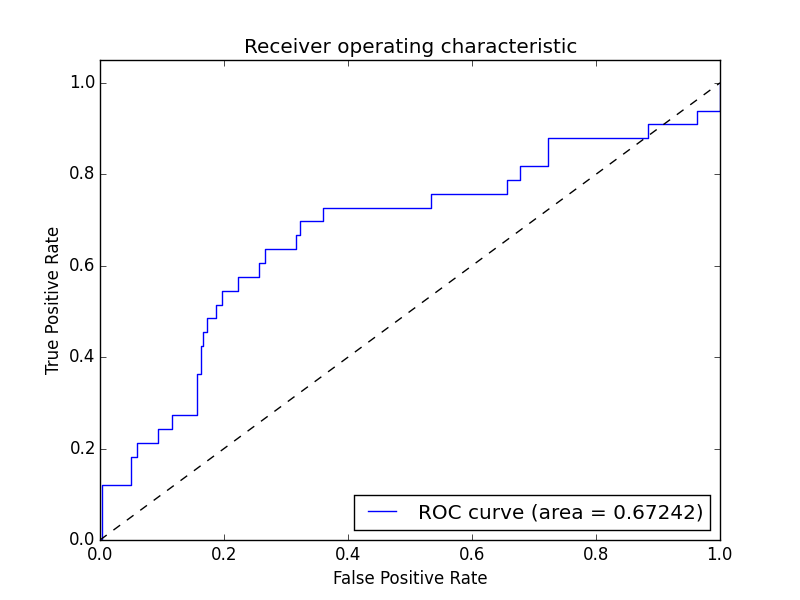 Receiver operating characteristic
True Positive Rate
1.0
0.8
0.6
0.4
0.2
0.0
ROC curve (area = 0.67242)
0.0 0.2 0.4 0.6 0.8 1.0
False Positive Rate